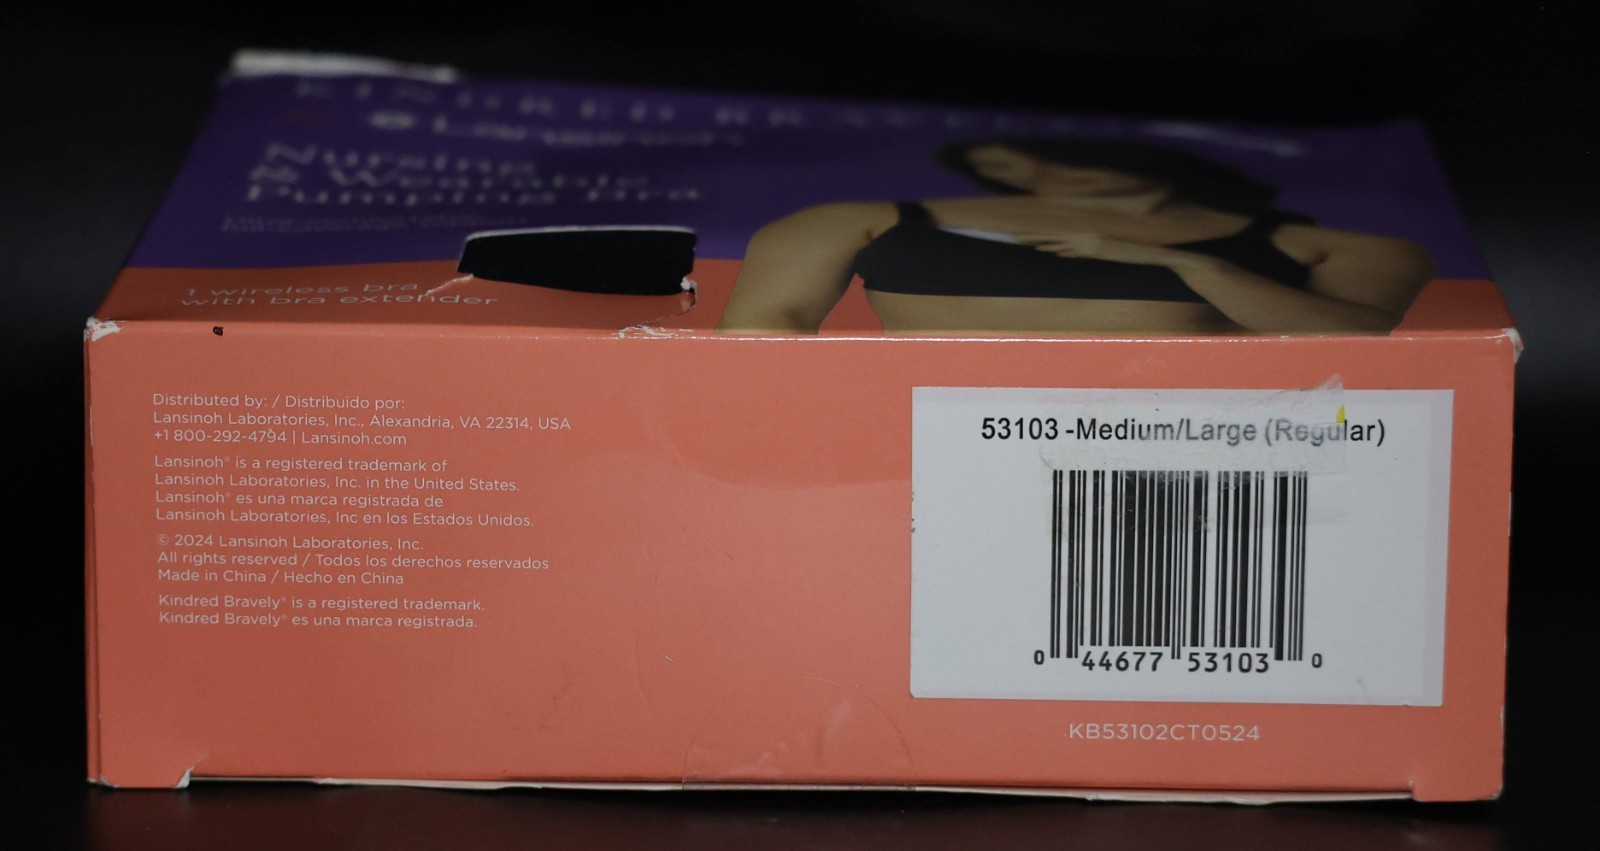 KINDRED BRAVELY
Lansinoh
Nursing
& Wearable
Pumping Bra
1 wireless bra
with bra extender
Distributed by: / Distribuido por:
Lansinoh Laboratories, Inc., Alexandria, VA 22314, USA
+1 800-292-4794 | Lansinoh.com
Lansinoh® is a registered trademark of
Lansinoh Laboratories, Inc. in the United States.
Lansinoh® es una marca registrada de
Lansinoh Laboratories, Inc en los Estados Unidos.
© 2024 Lansinoh Laboratories, Inc.
All rights reserved / Todos los derechos reservados
Made in China / Hecho en China
Kindred Bravely® is a registered trademark.
Kindred Bravely® es una marca registrada.
53103 -Medium/Large (Regular)
0 44677 53103 0
KB53102CT0524